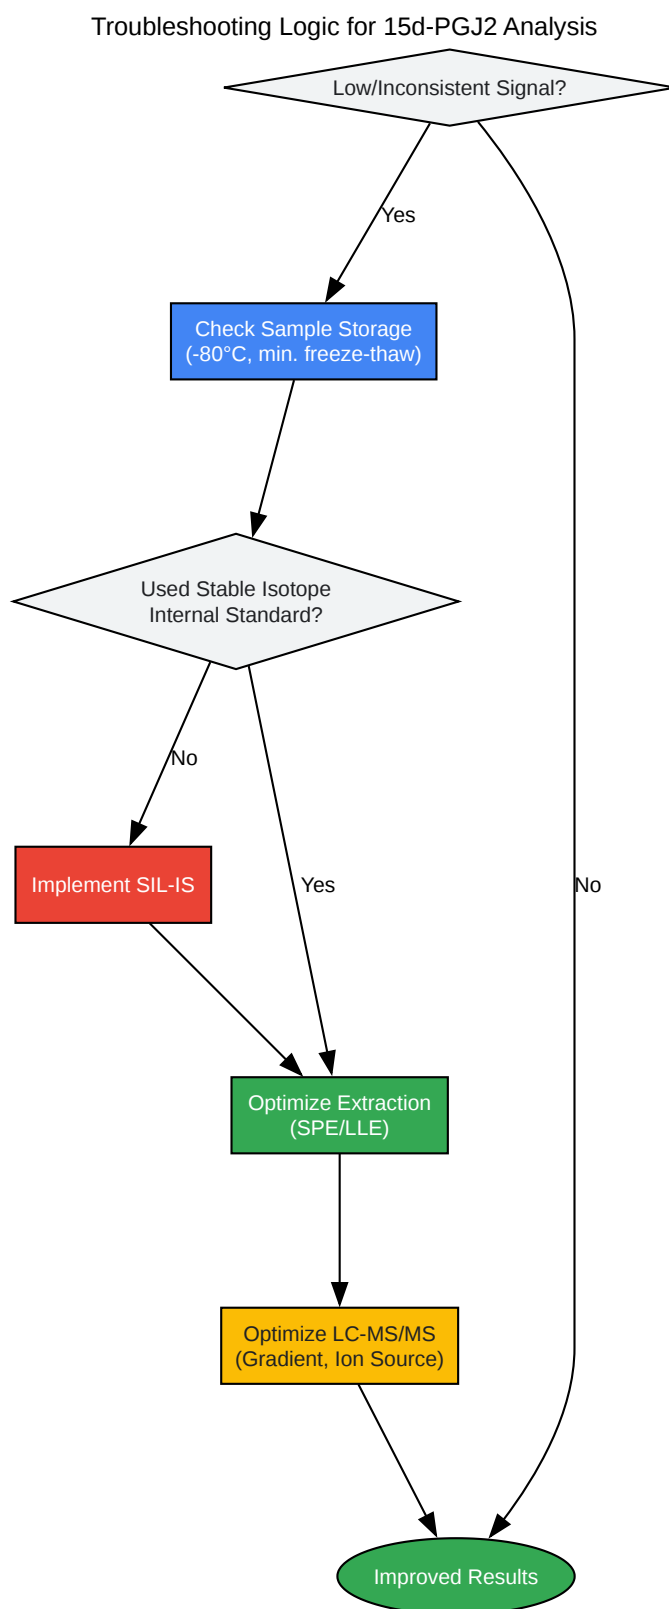 Troubleshooting Logic for 15d-PGJ2 Analysis
Low/Inconsistent Signal?
Yes
Check Sample Storage
(-80°C, min. freeze-thaw)
Used Stable Isotope
Internal Standard?
No
Implement SIL-IS
Yes
No
Optimize Extraction
(SPE/LLE)
Optimize LC-MS/MS
(Gradient, Ion Source)
Improved Results